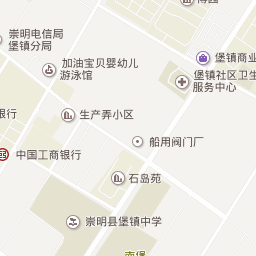 崇明电信局
堡镇分局
加油宝贝婴幼儿
游泳馆
堡镇商业
堡镇社区卫生
服务中心
银行
生产弄小区
船用阀门厂
中国工商银行
石岛苑
崇明县堡镇中学